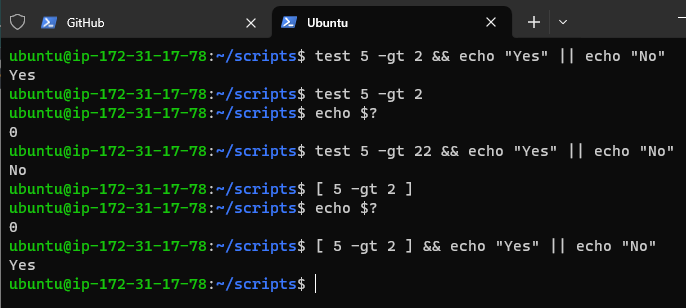 GitHub
Ubuntu
ubuntu@ip-172-31-17-78:~/scripts$ test 5 -gt 2 && echo "Yes" || echo "No"
Yes
ubuntu@ip-172-31-17-78:~/scripts$ test 5 -gt 2
ubuntu@ip-172-31-17-78:~/scripts$ echo $?
0
ubuntu@ip-172-31-17-78:~/scripts$ test 5 -gt 22 && echo "Yes" || echo "No"
No
ubuntu@ip-172-31-17-78:~/scripts$ [ 5 -gt 2 ]
ubuntu@ip-172-31-17-78:~/scripts$ echo $?
0
ubuntu@ip-172-31-17-78:~/scripts$ [ 5 -gt 2 ] && echo "Yes" || echo "No"
Yes
ubuntu@ip-172-31-17-78:~/scripts$